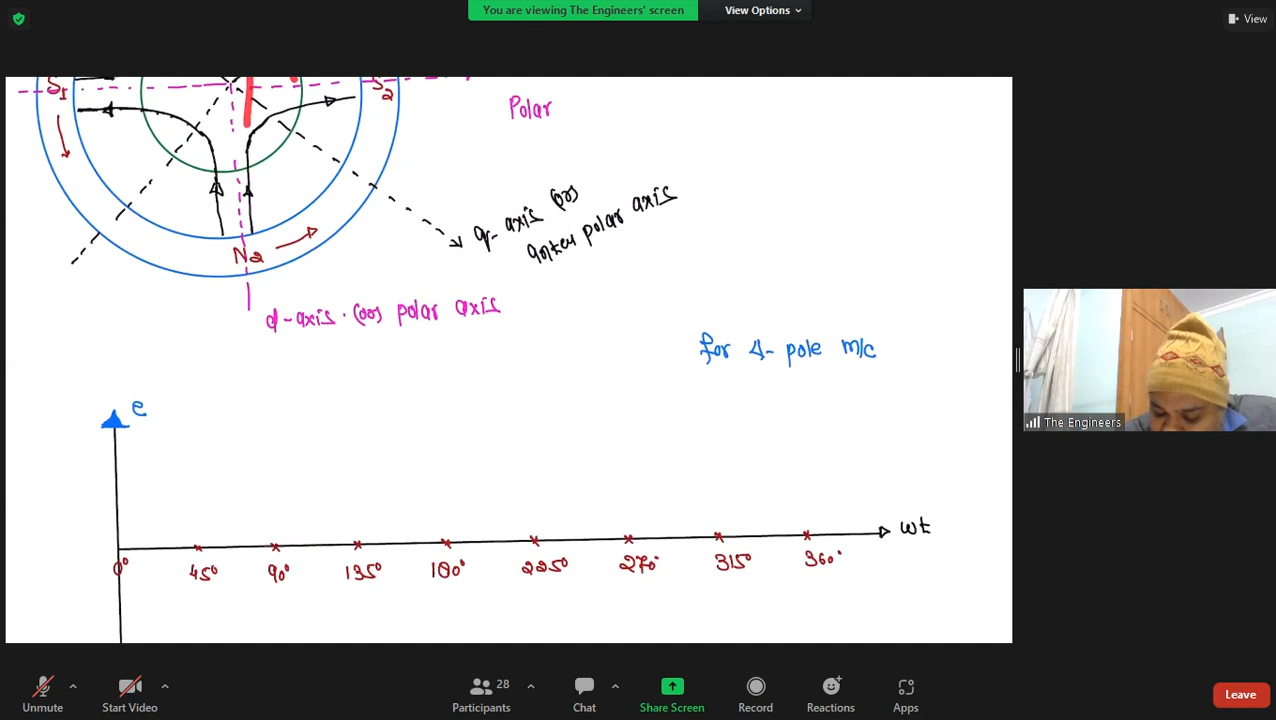 You are viewing The Engineers' screen
View Options
View
S1
S2
Polar
q- axis (or)
inter polar axis
N2
d-axis. (or) polar axis
for 4- pole m/c
e
wt
0°
45°
90°
135°
180°
225°
270°
315°
360°
The Engineers
Unmute
Start Video
Participants
28
Chat
Share Screen
Record
Reactions
Apps
Leave